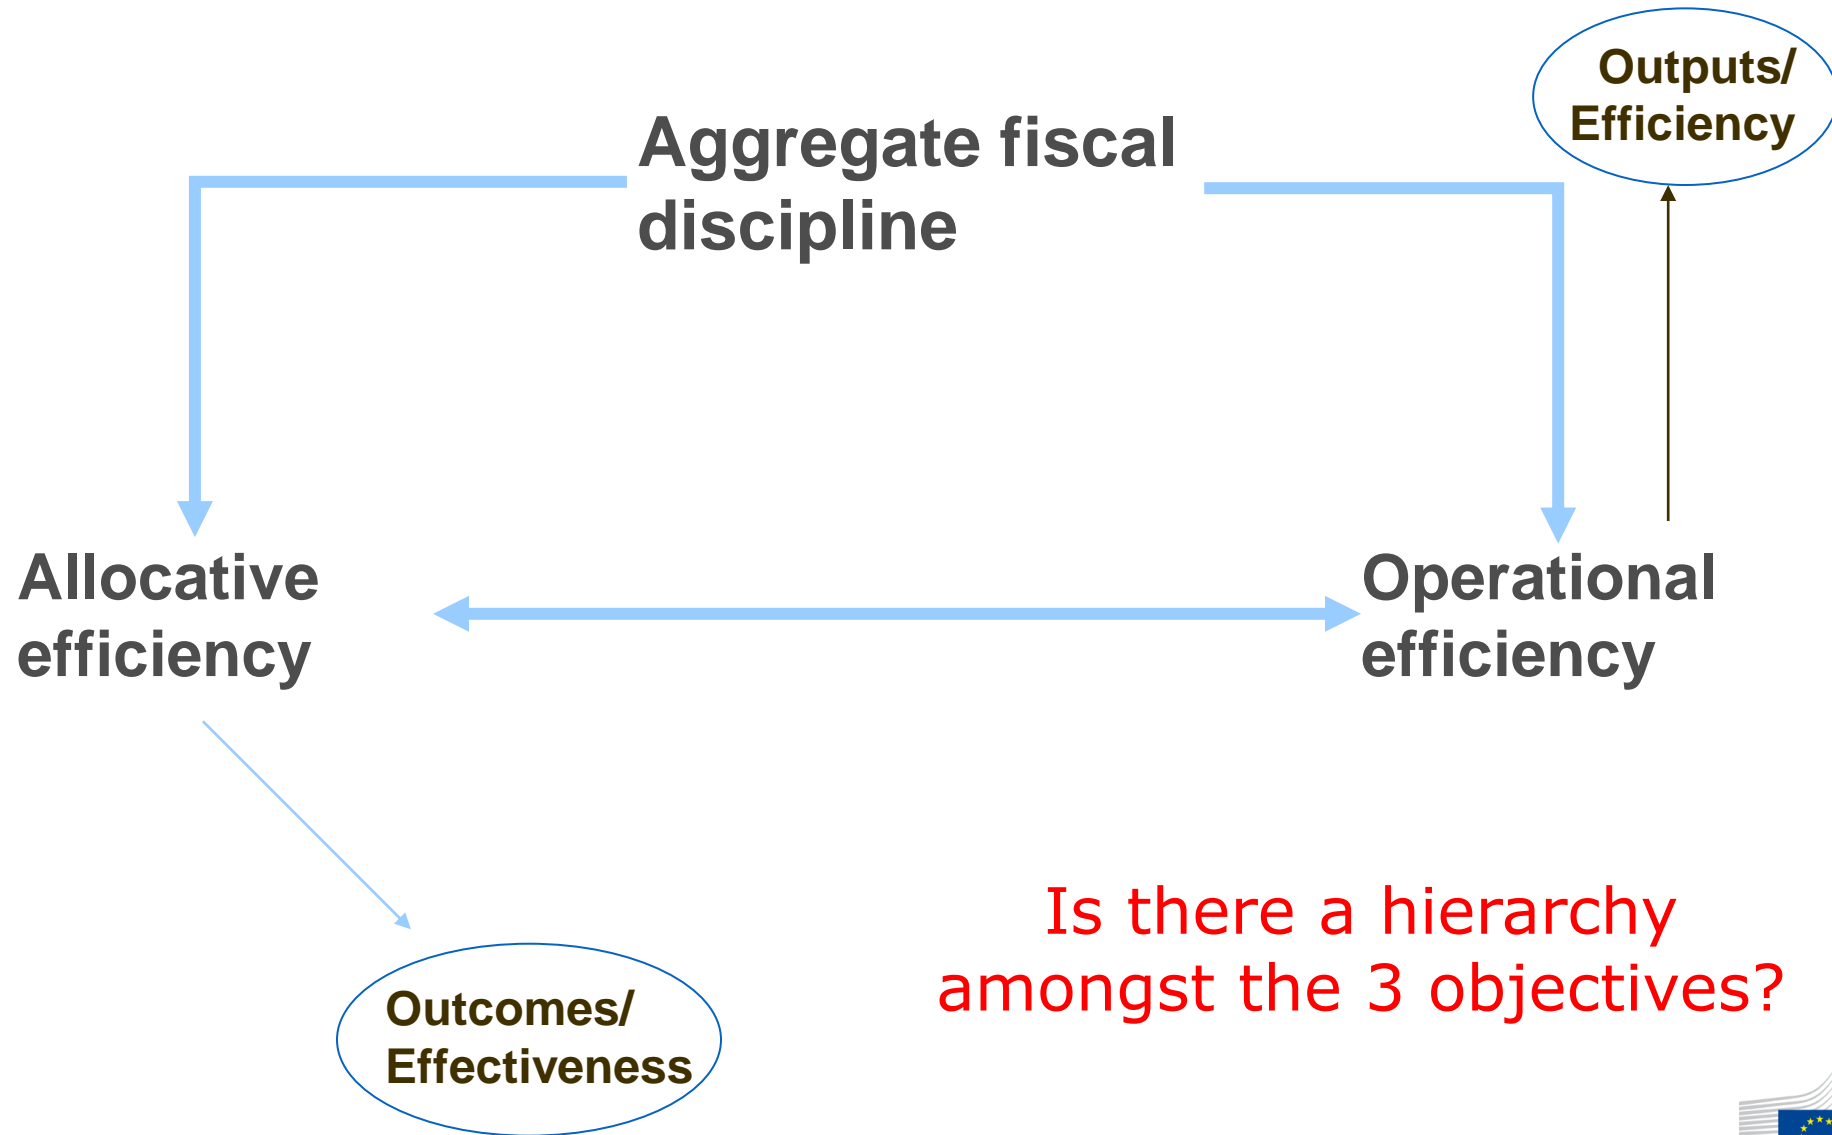 Outputs/
Efficiency
Aggregate fiscal
discipline
Allocative
efficiency
Operational
efficiency
Is there a hierarchy
amongst the 3 objectives?
Outcomes/
Effectiveness